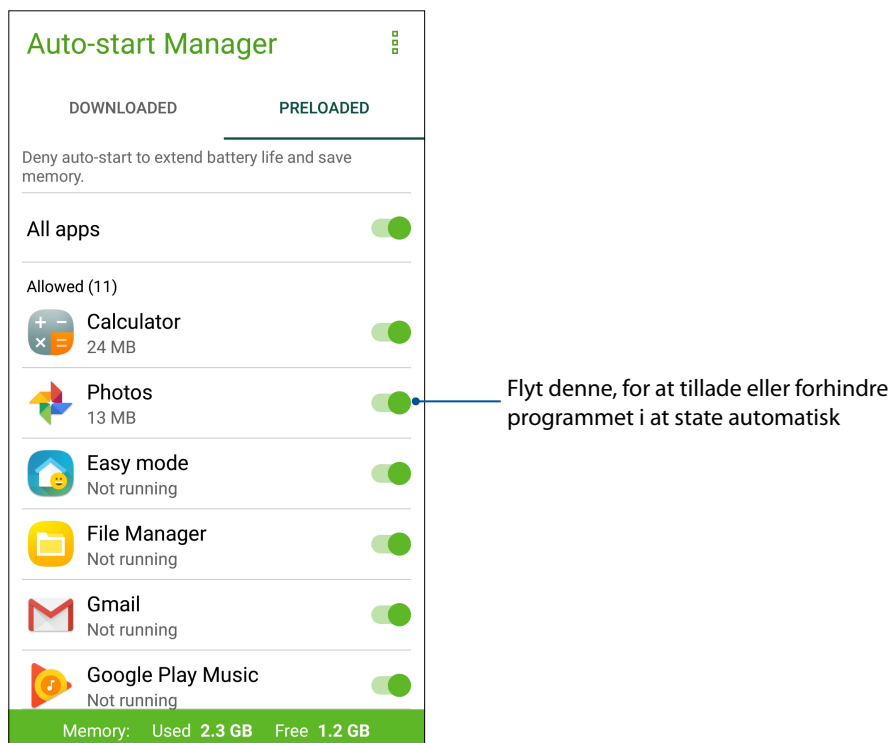 Auto-start Manager
DOWNLOADED PRELOADED
Deny auto-start to extend battery life and save
memory.
All apps
Allowed (11)
Calculator
24 MB
Photos
13 MB
Flyt denne, for at tillade eller forhindre
programmet i at state automatisk
Easy mode
Not running
File Manager
Not running
Gmail
Not running
Google Play Music
Not running
Memory: Used 2.3 GB Free 1.2 GB